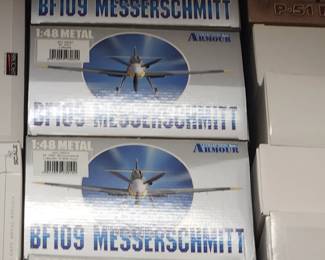 BF109 MESSERSCHMITT
P-51
1:48 METAL
ARMOUR
BF109 MESSERSCHMITT
1:48 METAL
ARMOUR
BF109 MESSERSCHMITT